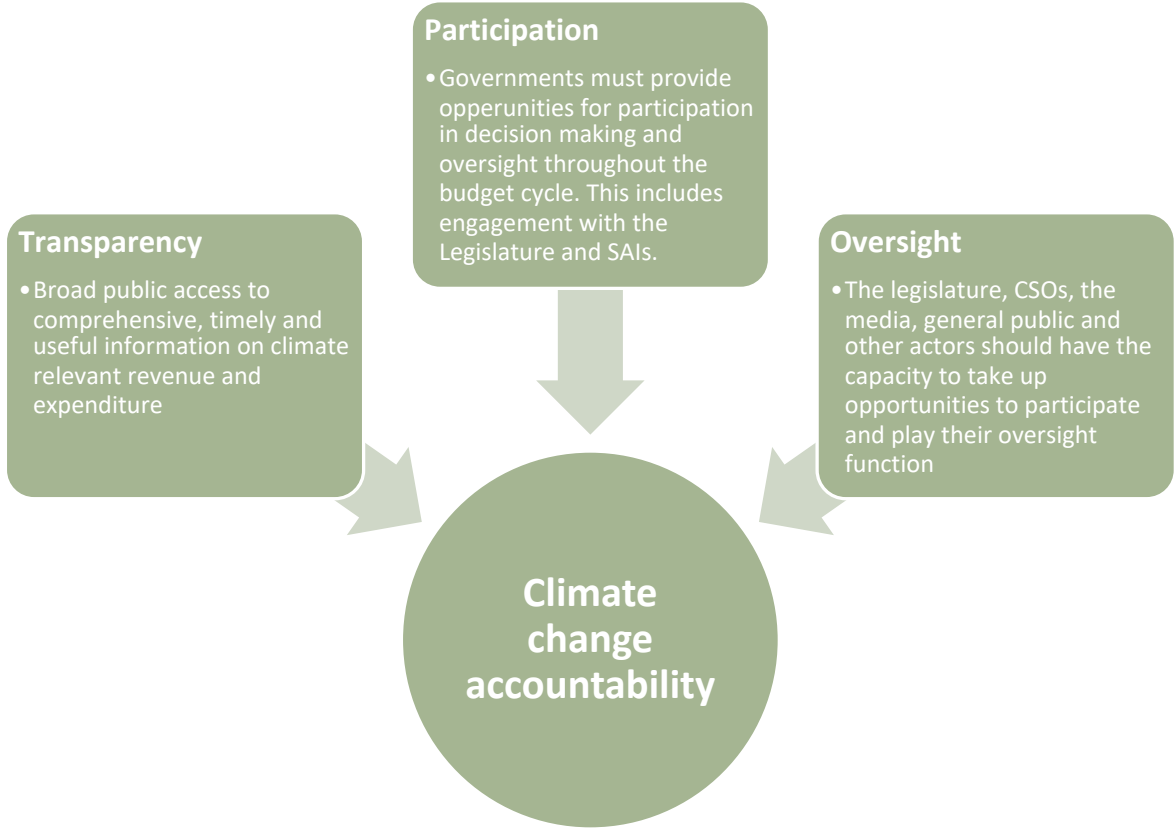 Participation
•Governments must provide
opperunities for participation
in decision making and
oversight throughout the
budget cycle. This includes
engagement with the
Legislature and SAIs.
Transparency
•Broad public access to
comprehensive, timely and
useful information on climate
relevant revenue and
expenditure
Oversight
•The legislature, CSOs, the
media, general public and
other actors should have the
capacity to take up
opportunities to participate
and play their oversight
function
Climate
change
accountability